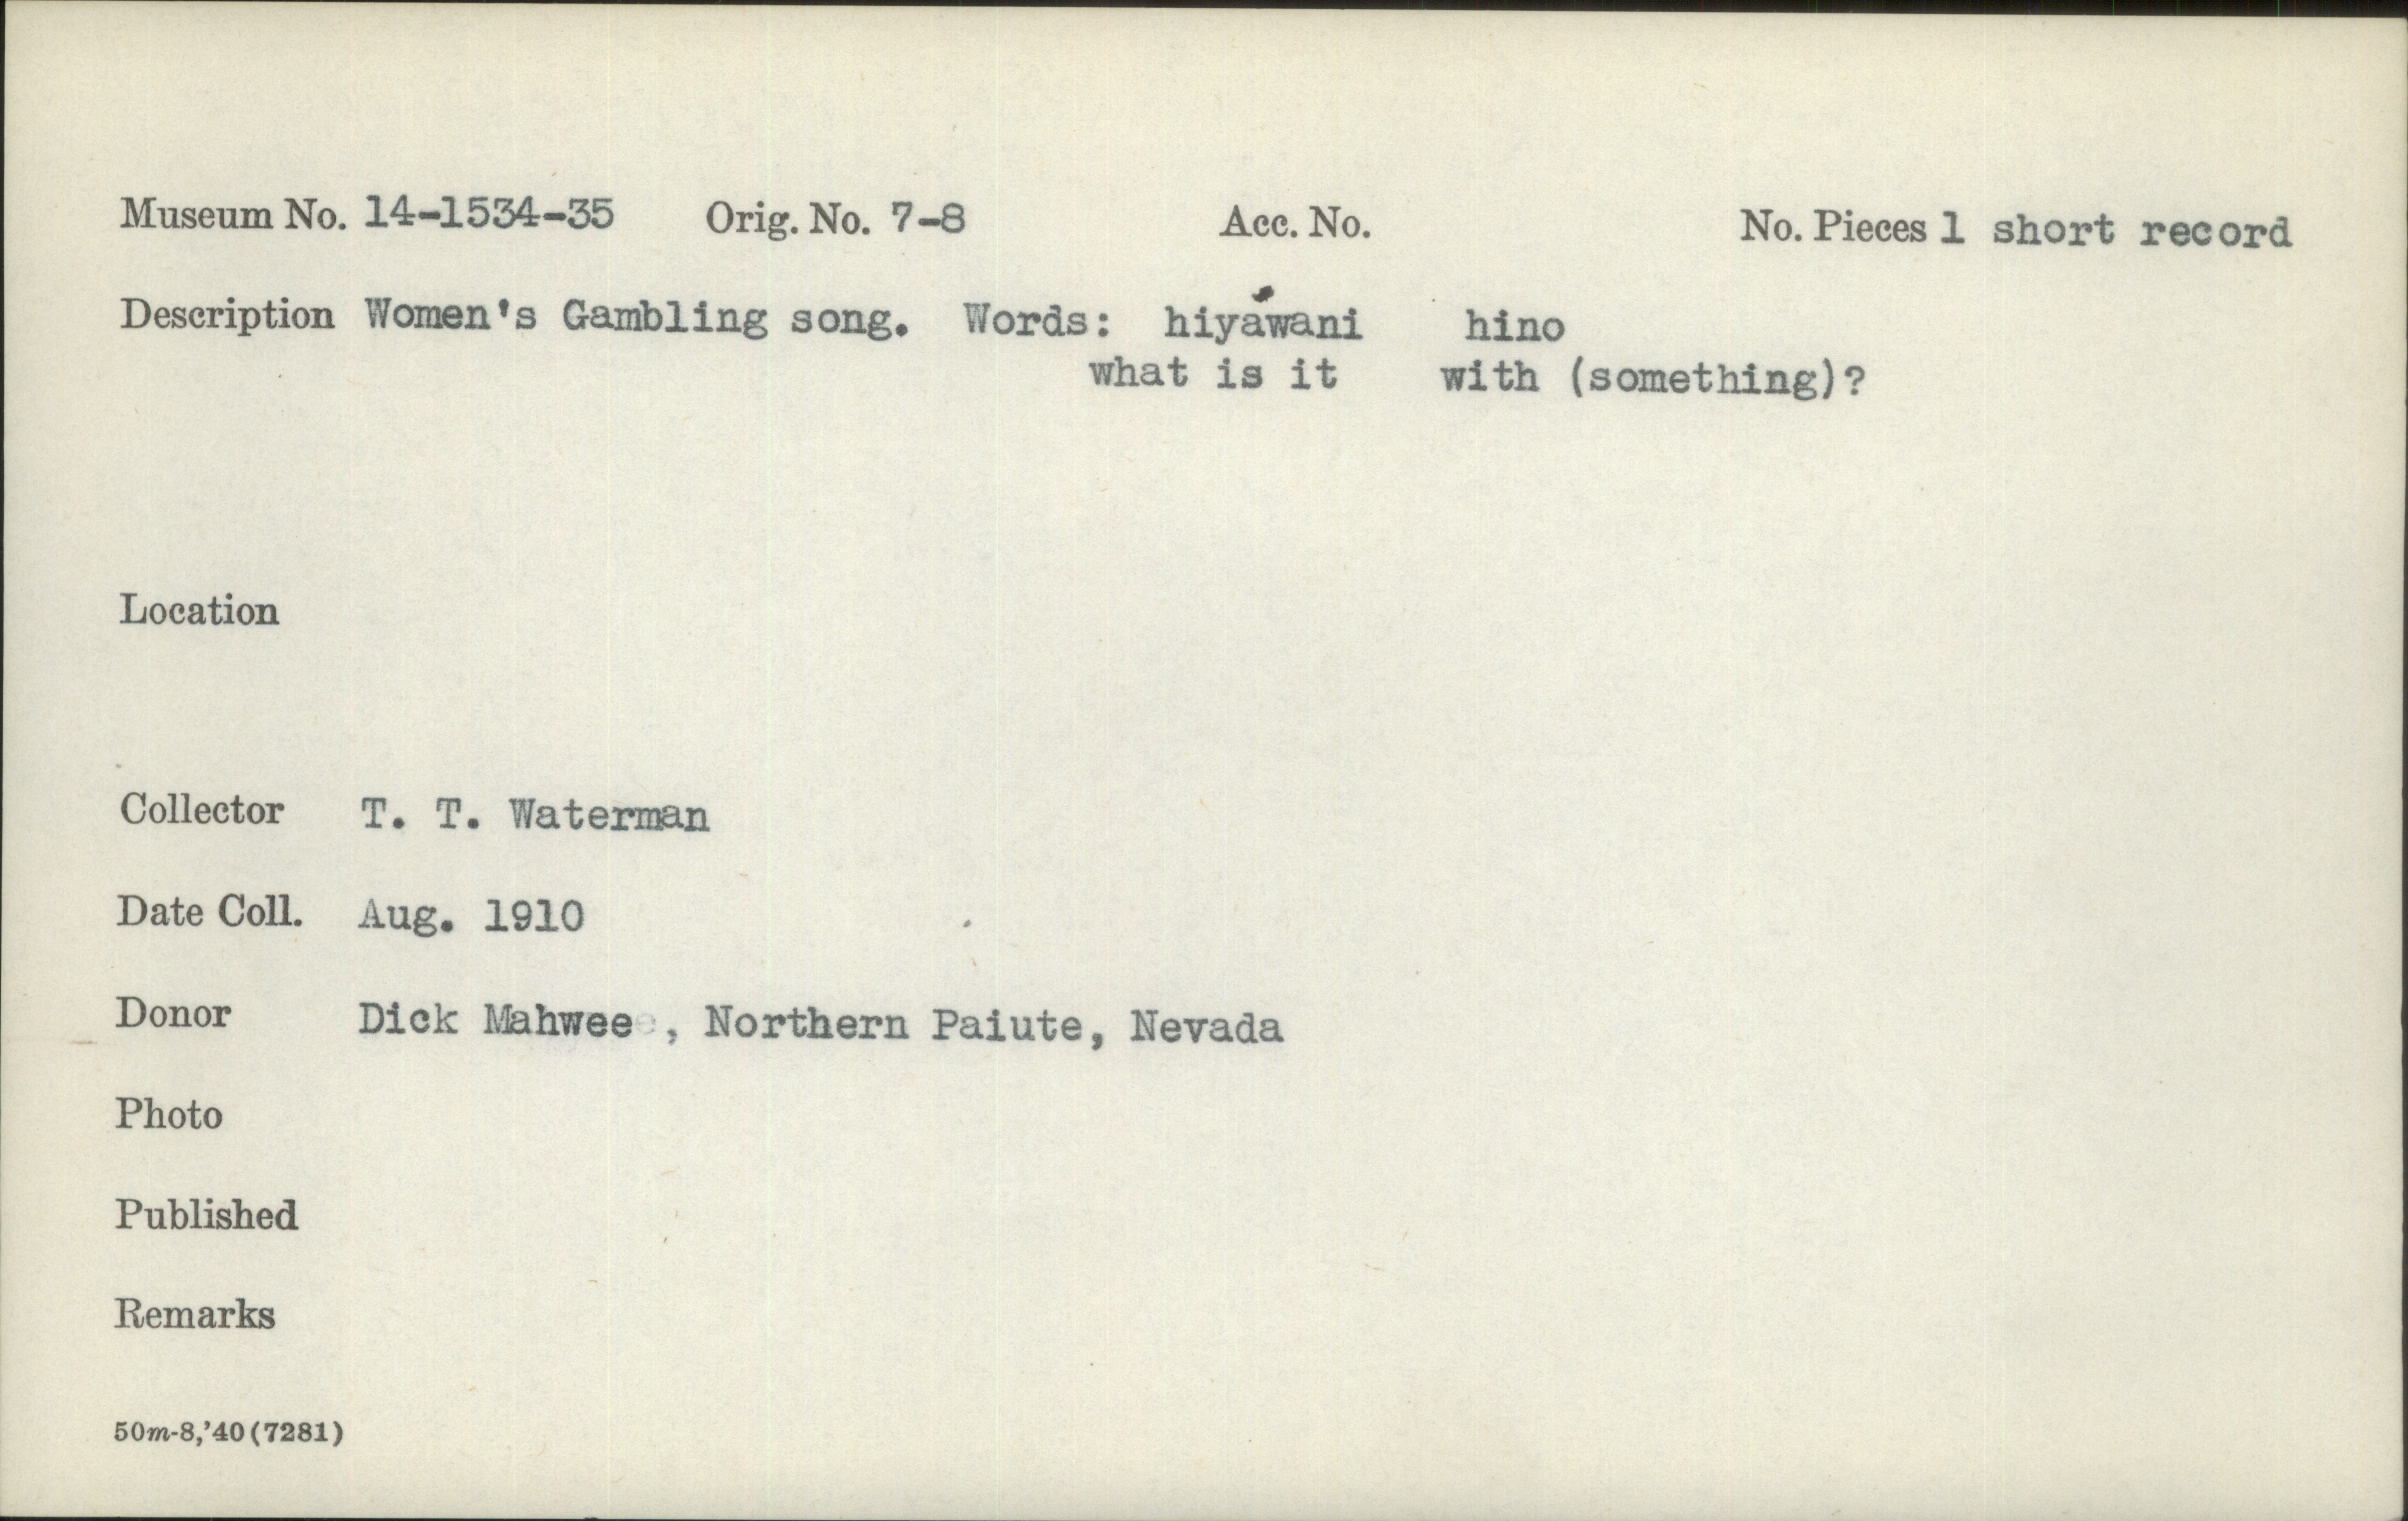 Museum No. 14-1534-35 Orig. No. 7-8 Acc. No. No. Pieces 1 short record
Description Women's Gambling song. Words: hiyáwani hino
what is it with (something)?
Location
Collector T. T. Waterman
Date Coll. Aug. 1910
Donor Dick Mahwee, Northern Paiute, Nevada
Photo
Published
Remarks
50m-8,'40(7281)